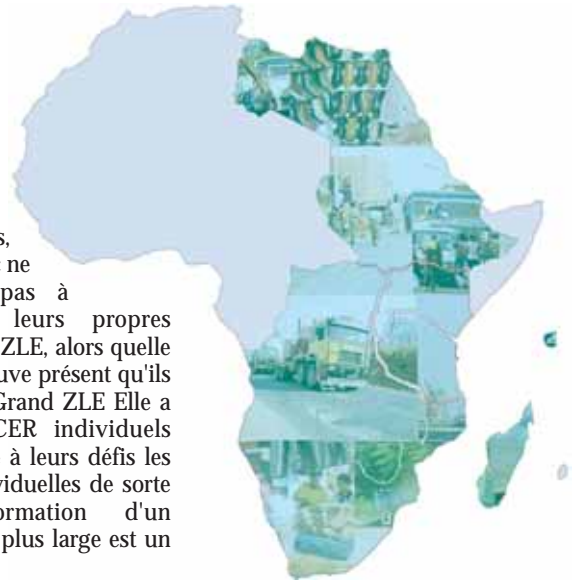 s,
ne
pas à
leurs propres
ZLE, alors quelle
uve présent qu'ils
Grand ZLE Elle a
CER individuels
à leurs défis les
viduelles de sorte
ormation d'un
plus large est un